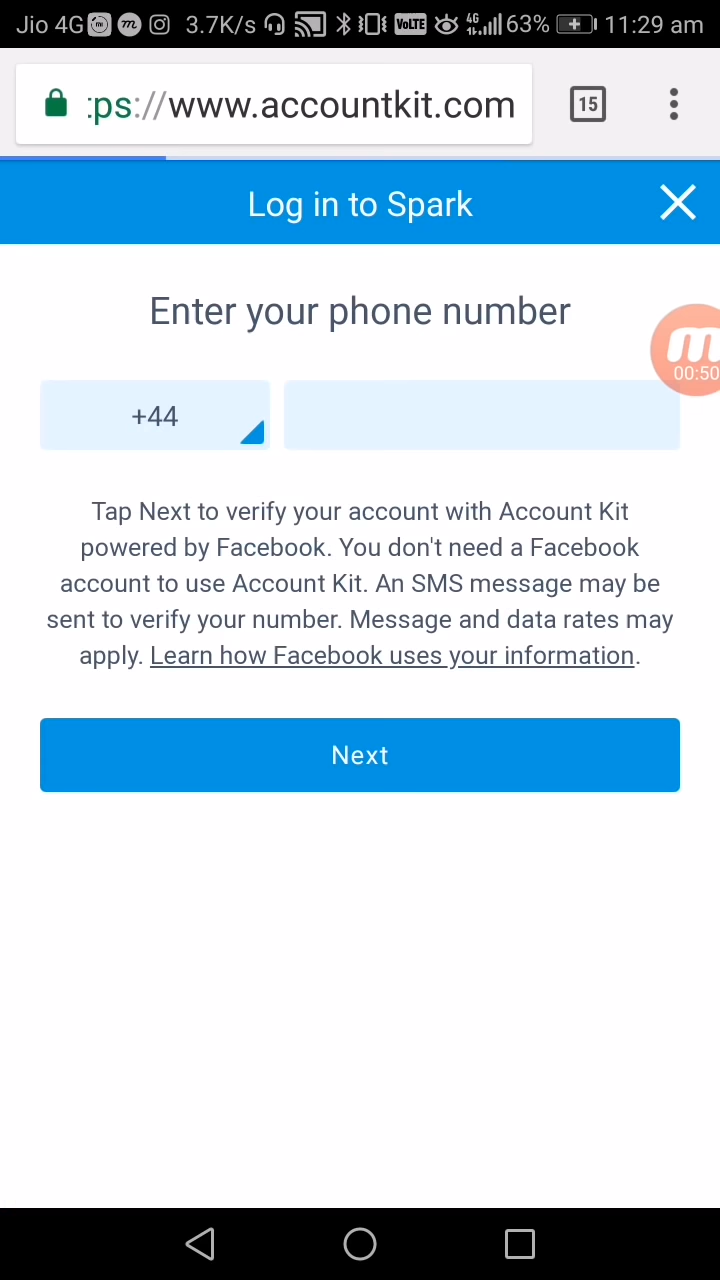 Jio 4G 3.7K/s VoLTE 4G 63% 11:29 am
:ps://www.accountkit.com 15
Log in to Spark
Enter your phone number
00:50
+44
Tap Next to verify your account with Account Kit
powered by Facebook. You don't need a Facebook
account to use Account Kit. An SMS message may be
sent to verify your number. Message and data rates may
apply. Learn how Facebook uses your information.
Next